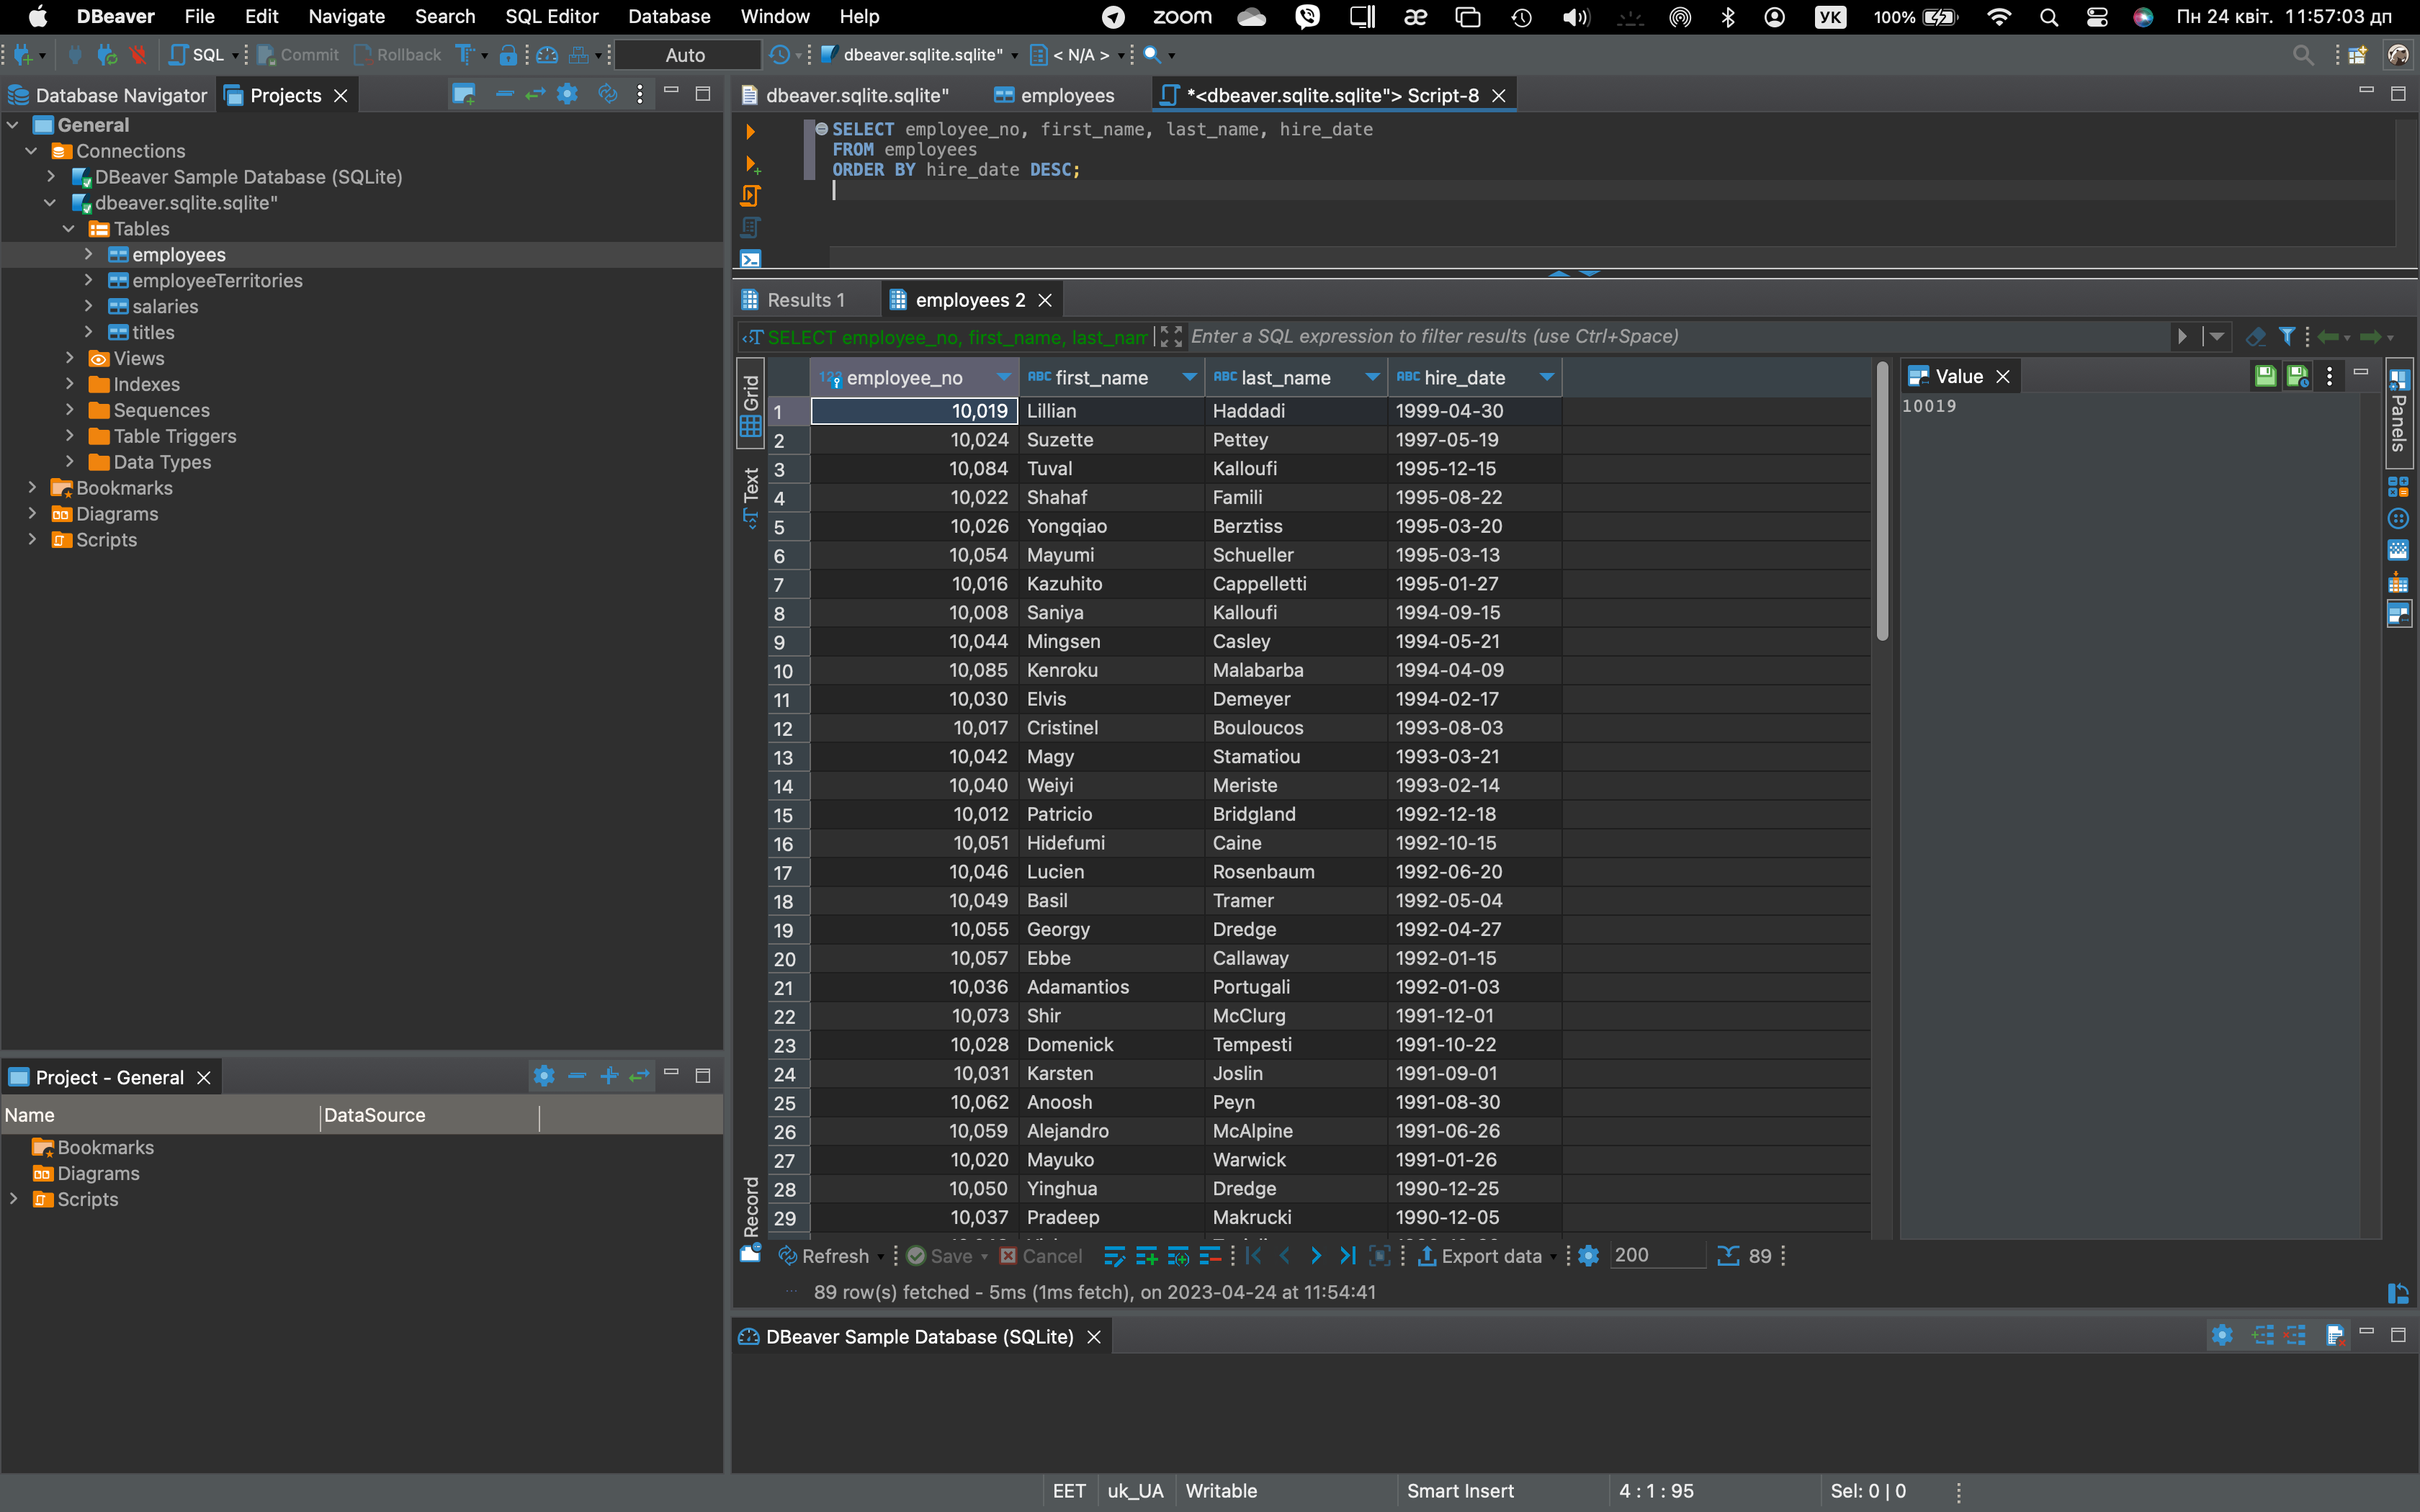 DBeaver File Edit Navigate Search SQL Editor Database Window Help zoom æ УК 100% Пн 24 квіт. 11:57:03 дп
SQL Commit Rollback Auto dbeaver.sqlite.sqlite" < N/A >
Database Navigator Projects
General
Connections
DBeaver Sample Database (SQLite)
dbeaver.sqlite.sqlite"
Tables
employees
employeeTerritories
salaries
titles
Views
Indexes
Sequences
Table Triggers
Data Types
Bookmarks
Diagrams
Scripts
Project - General
Name DataSource
Bookmarks
Diagrams
Scripts
dbeaver.sqlite.sqlite" employees *<dbeaver.sqlite.sqlite"> Script-8
SELECT employee_no, first_name, last_name, hire_date
FROM employees
ORDER BY hire_date DESC;
Results 1 employees 2
SELECT employee_no, first_name, last_nam Enter a SQL expression to filter results (use Ctrl+Space)
Grid
Text
Record
123 employee_no ABC first_name ABC last_name ABC hire_date
1 10,019 Lillian Haddadi 1999-04-30
2 10,024 Suzette Pettey 1997-05-19
3 10,084 Tuval Kalloufi 1995-12-15
4 10,022 Shahaf Famili 1995-08-22
5 10,026 Yongqiao Berztiss 1995-03-20
6 10,054 Mayumi Schueller 1995-03-13
7 10,016 Kazuhito Cappelletti 1995-01-27
8 10,008 Saniya Kalloufi 1994-09-15
9 10,044 Mingsen Casley 1994-05-21
10 10,085 Kenroku Malabarba 1994-04-09
11 10,030 Elvis Demeyer 1994-02-17
12 10,017 Cristinel Bouloucos 1993-08-03
13 10,042 Magy Stamatiou 1993-03-21
14 10,040 Weiyi Meriste 1993-02-14
15 10,012 Patricio Bridgland 1992-12-18
16 10,051 Hidefumi Caine 1992-10-15
17 10,046 Lucien Rosenbaum 1992-06-20
18 10,049 Basil Tramer 1992-05-04
19 10,055 Georgy Dredge 1992-04-27
20 10,057 Ebbe Callaway 1992-01-15
21 10,036 Adamantios Portugali 1992-01-03
22 10,073 Shir McClurg 1991-12-01
23 10,028 Domenick Tempesti 1991-10-22
24 10,031 Karsten Joslin 1991-09-01
25 10,062 Anoosh Peyn 1991-08-30
26 10,059 Alejandro McAlpine 1991-06-26
27 10,020 Mayuko Warwick 1991-01-26
28 10,050 Yinghua Dredge 1990-12-25
29 10,037 Pradeep Makrucki 1990-12-05
Value
10019
Panels
Refresh Save Cancel Export data 200 89
89 row(s) fetched - 5ms (1ms fetch), on 2023-04-24 at 11:54:41
DBeaver Sample Database (SQLite)
EET uk_UA Writable Smart Insert 4 : 1 : 95 Sel: 0 | 0